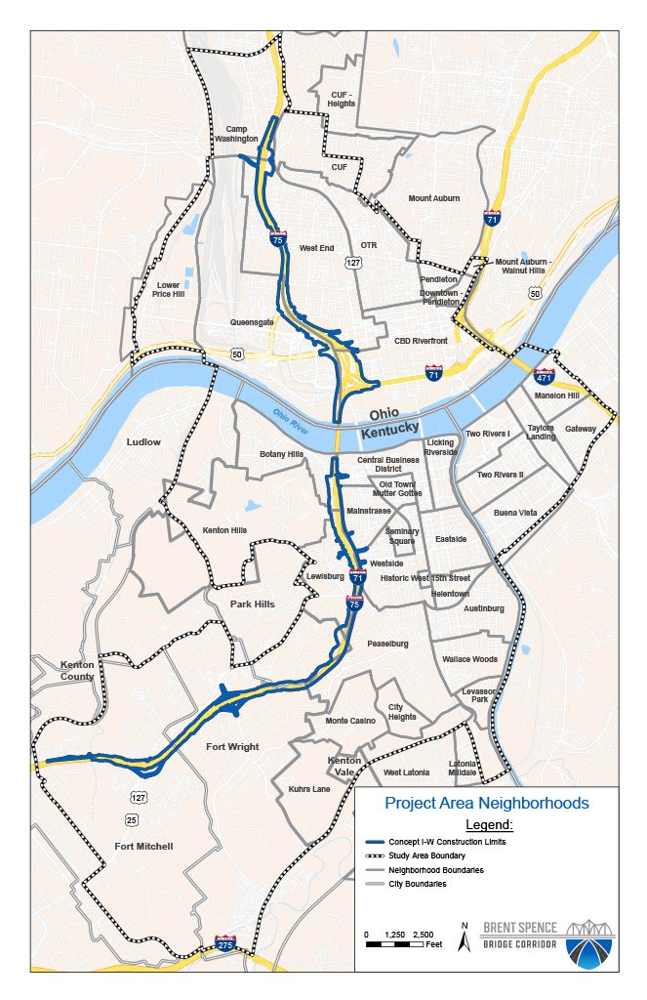 CUF -
Heights
Camp
Washington
CUF
Mount Auburn
71
75
West End
OTR
127
Mount Auburn -
Walnut Hills
Pendleton
Downtown -
Pendleton
50
Lower
Price Hill
Queensgate
CBD Riverfront
50
71
471
Mansion Hill
Ohio River
Ohio
Kentucky
Ludlow
Botany Hills
Licking
Riverside
Two Rivers I
Taylors
Landing
Gateway
Central Business
District
Two Rivers II
Old Town/
Mutter Gottes
Mainstrasse
Buena Vista
Kenton Hills
Seminary
Square
Eastside
Westside
Lewisburg
71
Historic West 15th Street
Helentown
75
Austinburg
Park Hills
Peaselburg
Wallace Woods
Kenton
County
Levassor
Park
City
Heights
Monte Casino
Fort Wright
Kenton
Vale
West Latonia
Latonia
Milldale
Kuhrs Lane
127
25
Fort Mitchell
275
Project Area Neighborhoods
Legend:
Concept I-W Construction Limits
Study Area Boundary
Neighborhood Boundaries
City Boundaries
0 1,250 2,500
Feet
N
BRENT SPENCE
BRIDGE CORRIDOR